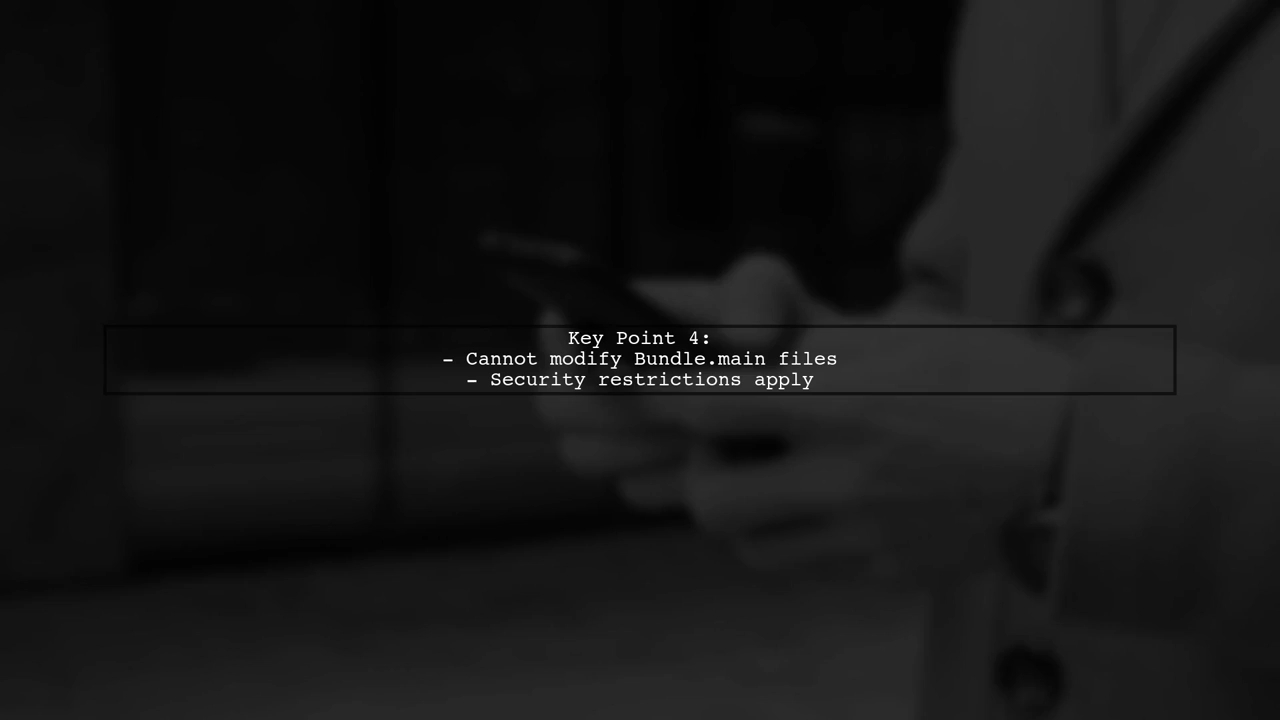 Key Point 4:
- Cannot modify Bundle.main files
- Security restrictions apply